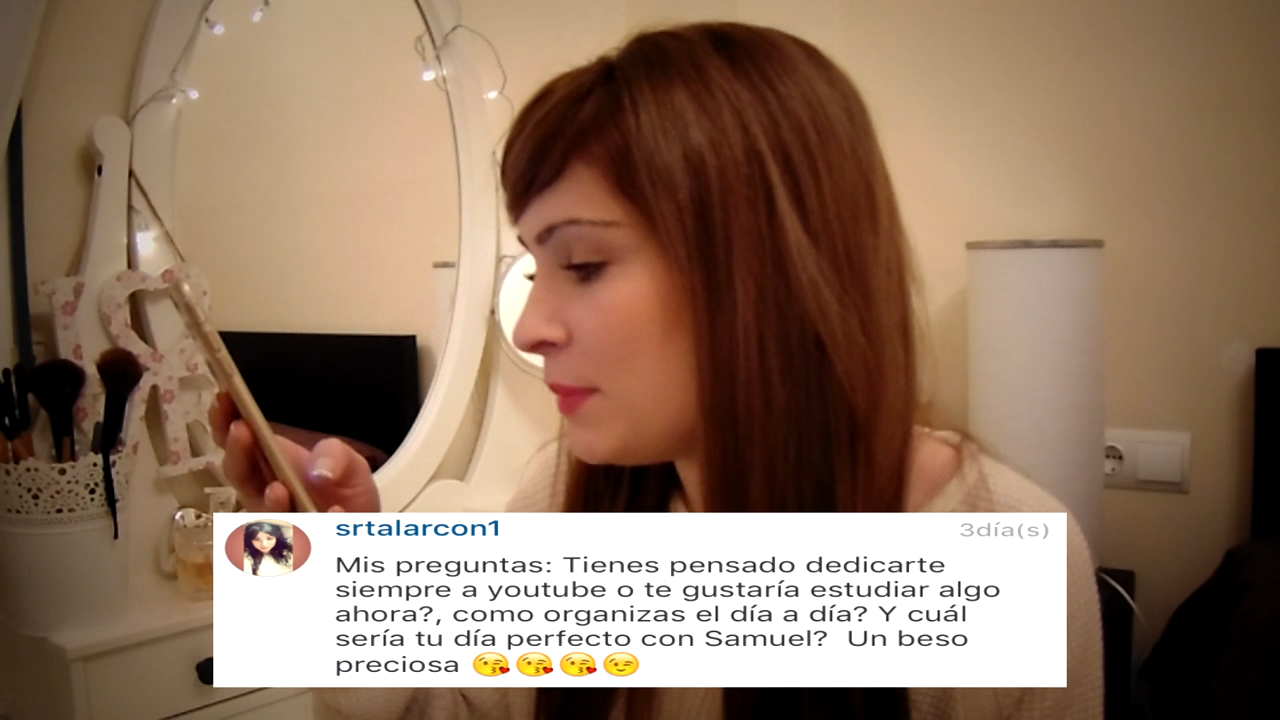 srtalarcon1
3día(s)
Mis preguntas: Tienes pensado dedicarte
siempre a youtube o te gustaría estudiar algo
ahora?, como organizas el día a día? Y cuál
sería tu día perfecto con Samuel? Un beso
preciosa 😘😘😘😉